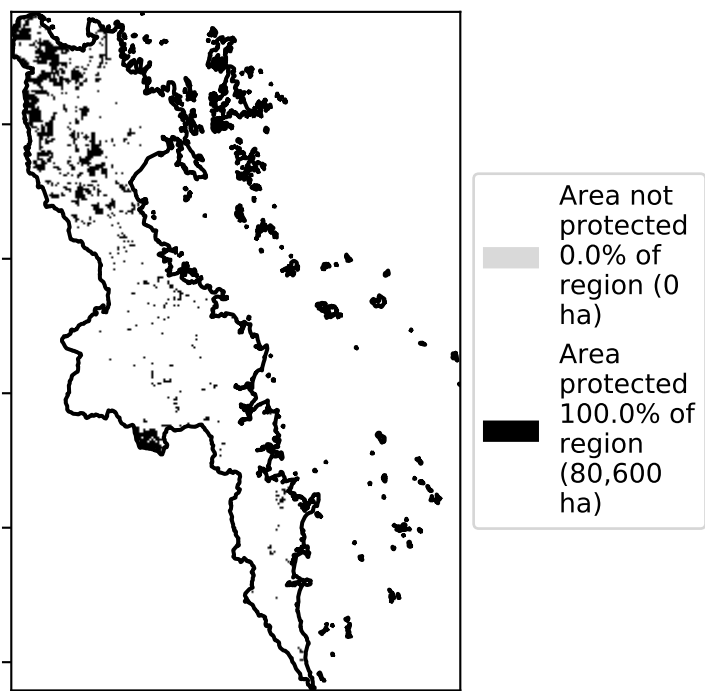 Area not
protected
0.0% of
region (0
ha)
Area
protected
100.0% of
region
(80,600
ha)